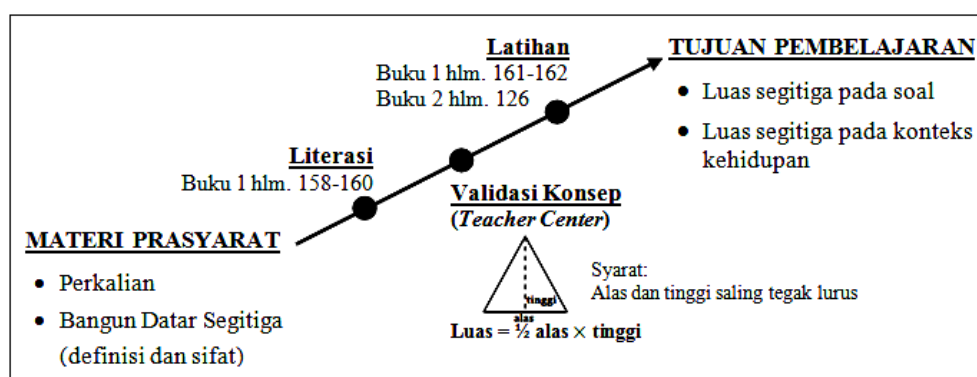 Latihan
Buku 1 hlm. 161-162
Buku 2 hlm. 126
TUJUAN PEMBELAJARAN
• Luas segitiga pada soal
• Luas segitiga pada konteks
kehidupan
Literasi
Buku 1 hlm. 158-160
Validasi Konsep
(Teacher Center)
MATERI PRASYARAT
• Perkalian
• Bangun Datar Segitiga
(definisi dan sifat)
tinggi
alas
Syarat:
Alas dan tinggi saling tegak lurus
Luas = ½ alas × tinggi